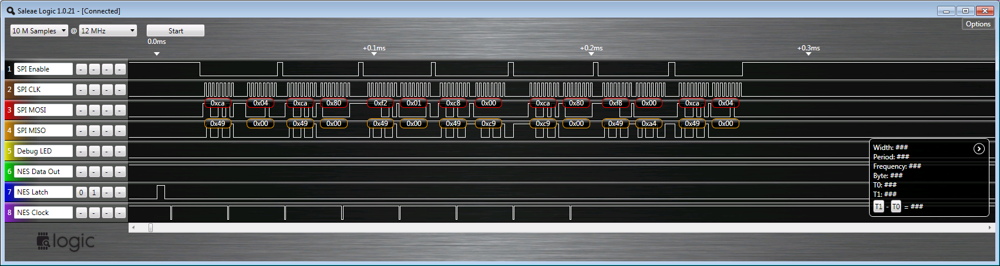 Saleae Logic 1.0.21 - [Connected]
Options
10 M Samples @ 12 MHz Start
0.0ms +0.1ms +0.2ms +0.3ms
1 SPI Enable - - - -
2 SPI CLK - - - -
3 SPI MOSI - - - - 0xca 0x04 0xca 0x80 0xf2 0x01 0xc8 0x00 0xca 0x80 0xf8 0x00 0xca 0x04
4 SPI MISO - - - - 0x49 0x00 0x49 0x00 0x49 0x00 0x49 0xc9 0xc9 0x00 0x49 0xa4 0x49 0x00
5 Debug LED - - - -
6 NES Data Out - - - -
7 NES Latch 0 1 - -
8 NES Clock - - - -
Width: ###
Period: ###
Frequency: ###
Byte: ###
T0: ###
T1: ###
T1 - T0 = ###
logic